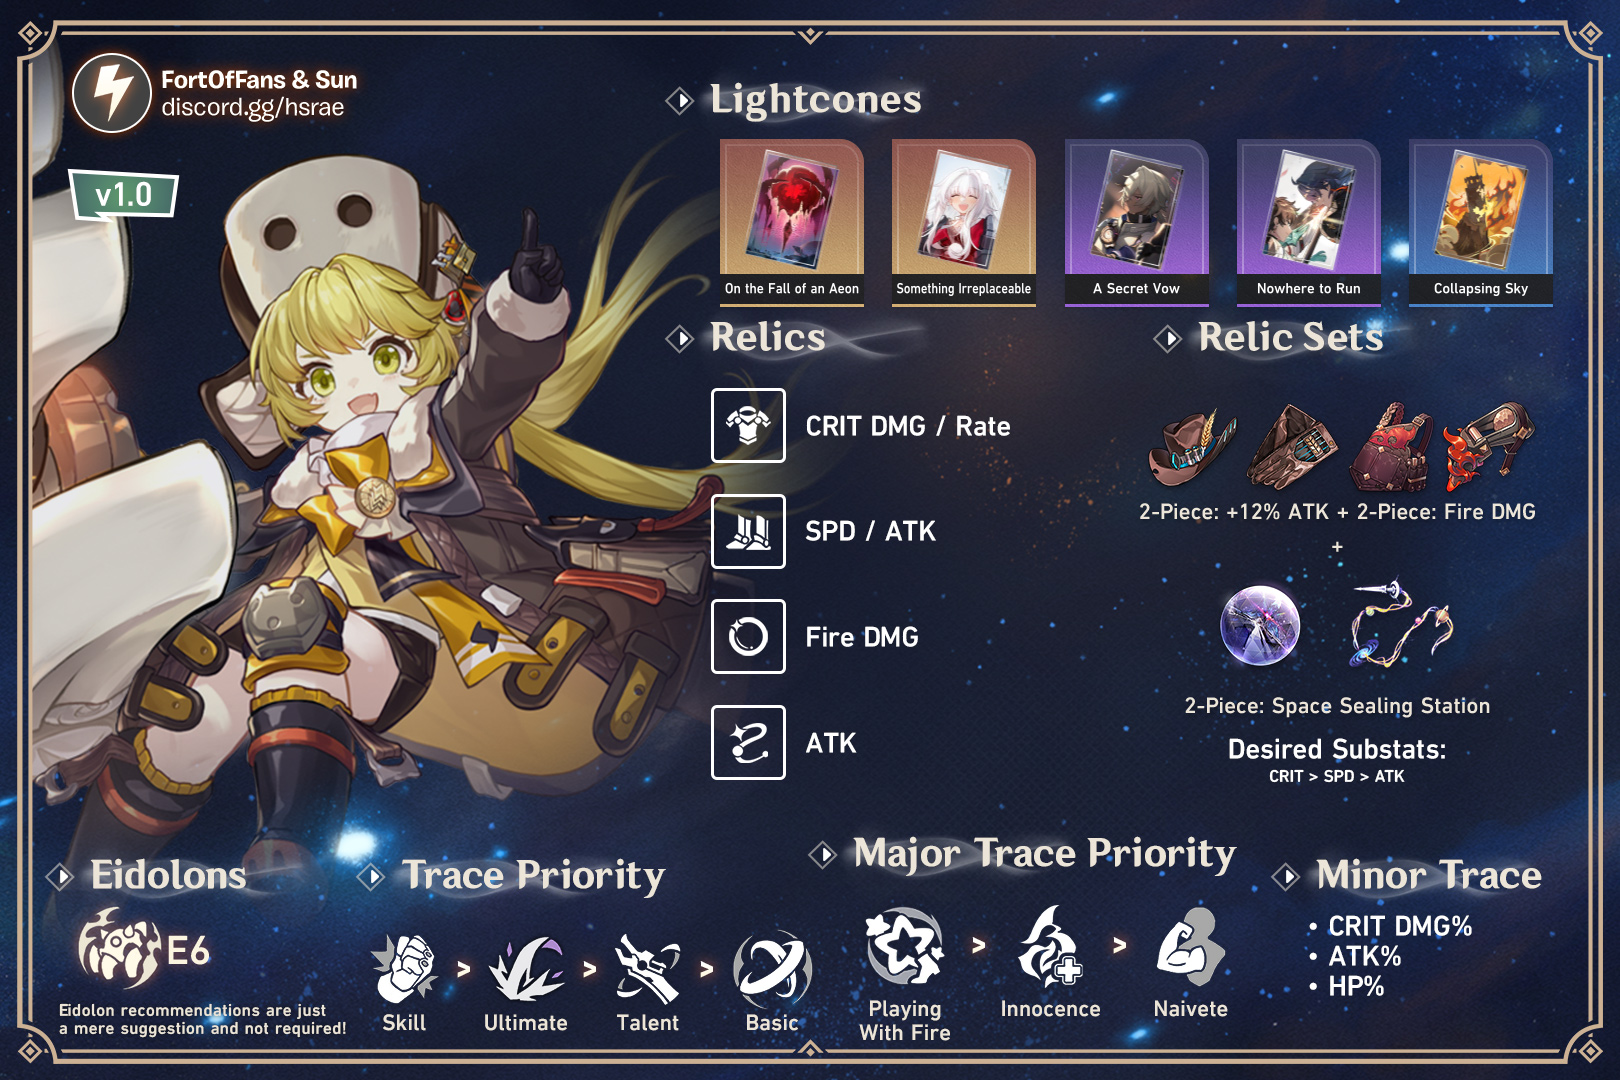 FortOfFans & Sun
discord.gg/hsrae
v1.0
Lightcones
On the Fall of an Aeon
Something Irreplaceable
A Secret Vow
Nowhere to Run
Collapsing Sky
Relics
CRIT DMG / Rate
SPD / ATK
Fire DMG
ATK
Relic Sets
2-Piece: +12% ATK + 2-Piece: Fire DMG
+
2-Piece: Space Sealing Station
Desired Substats:
CRIT > SPD > ATK
Eidolons
E6
Eidolon recommendations are just
a mere suggestion and not required!
Trace Priority
Skill > Ultimate > Talent > Basic
Major Trace Priority
Playing
With Fire
> Innocence > Naivete
Minor Trace
• CRIT DMG%
• ATK%
• HP%